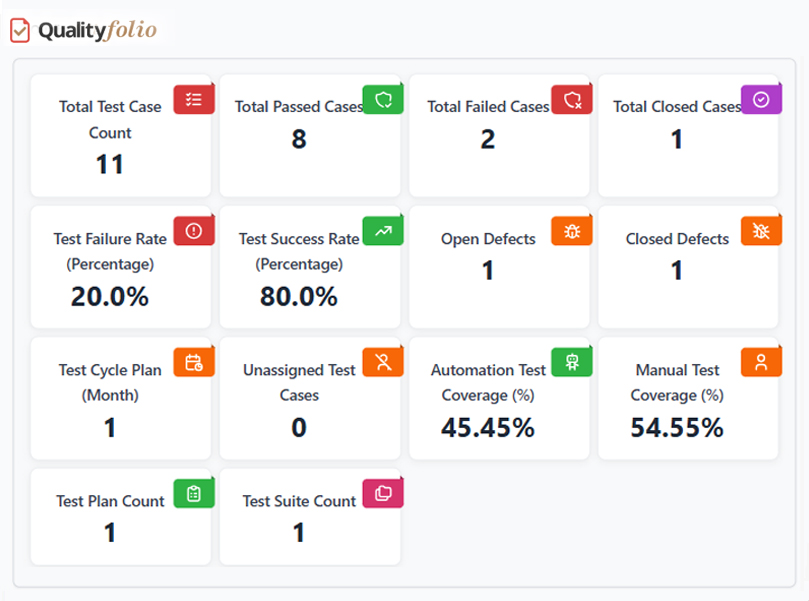 Qualityfolio
Total Test Case
Count
11
Total Passed Cases
8
Total Failed Cases
2
Total Closed Cases
1
Test Failure Rate
(Percentage)
20.0%
Test Success Rate
(Percentage)
80.0%
Open Defects
1
Closed Defects
1
Test Cycle Plan
(Month)
1
Unassigned Test
Cases
0
Automation Test
Coverage (%)
45.45%
Manual Test
Coverage (%)
54.55%
Test Plan Count
1
Test Suite Count
1